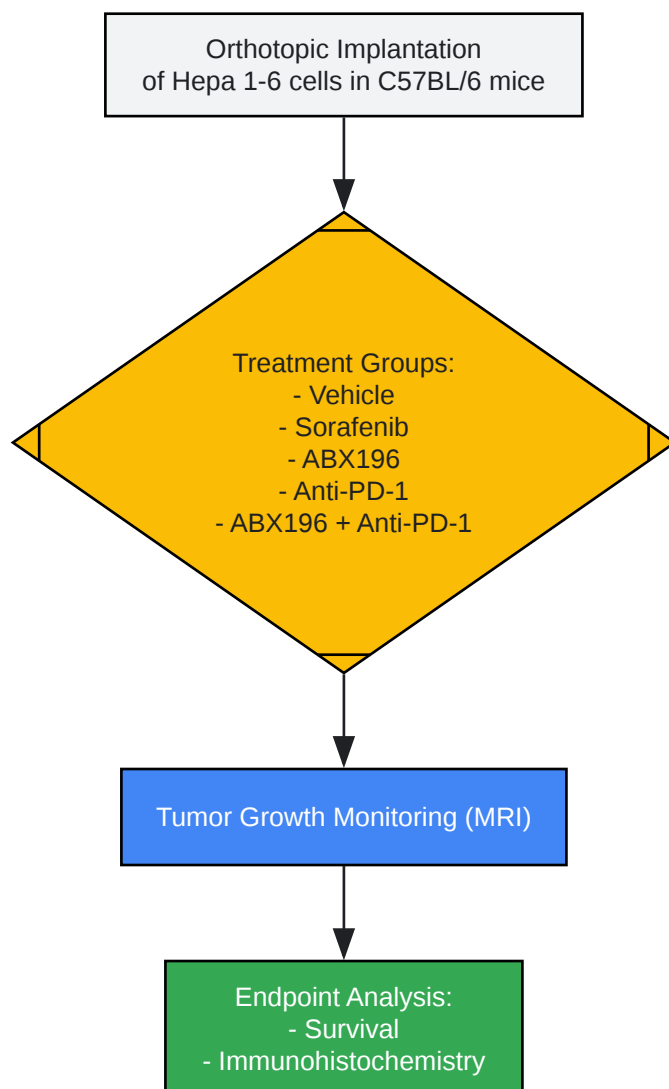 Orthotopic Implantation
of Hepa 1-6 cells in C57BL/6 mice
Treatment Groups:
- Vehicle
- Sorafenib
- ABX196
- Anti-PD-1
- ABX196 + Anti-PD-1
Tumor Growth Monitoring (MRI)
Endpoint Analysis:
- Survival
- Immunohistochemistry